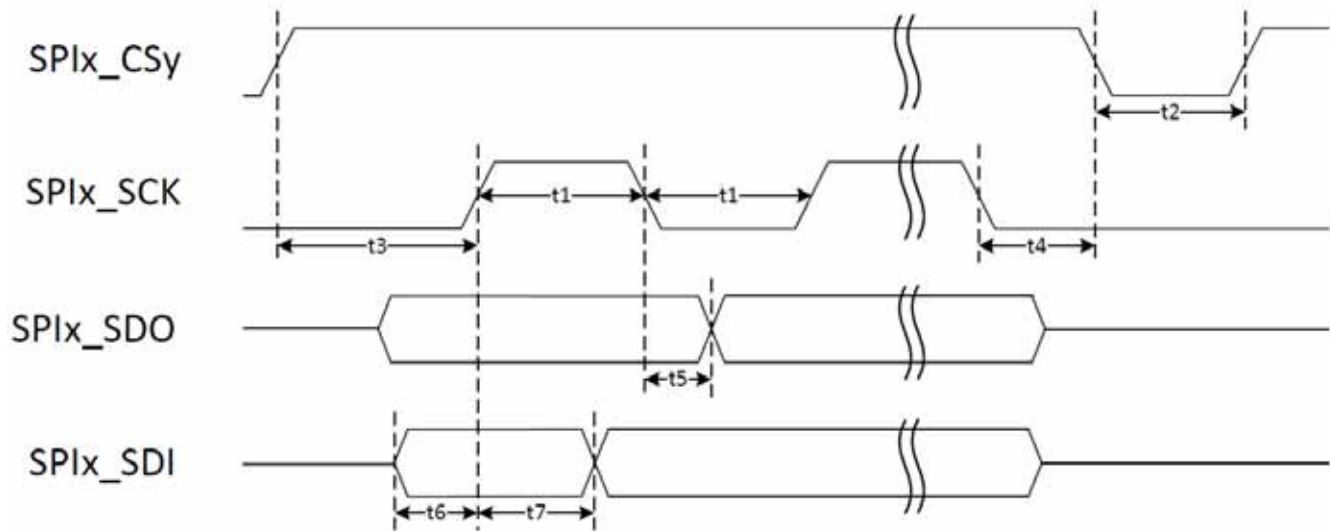 SPIx_CSy
t2
SPIx_SCK
t1
t1
t3
t4
SPIx_SDO
t5
SPIx_SDI
t6
t7